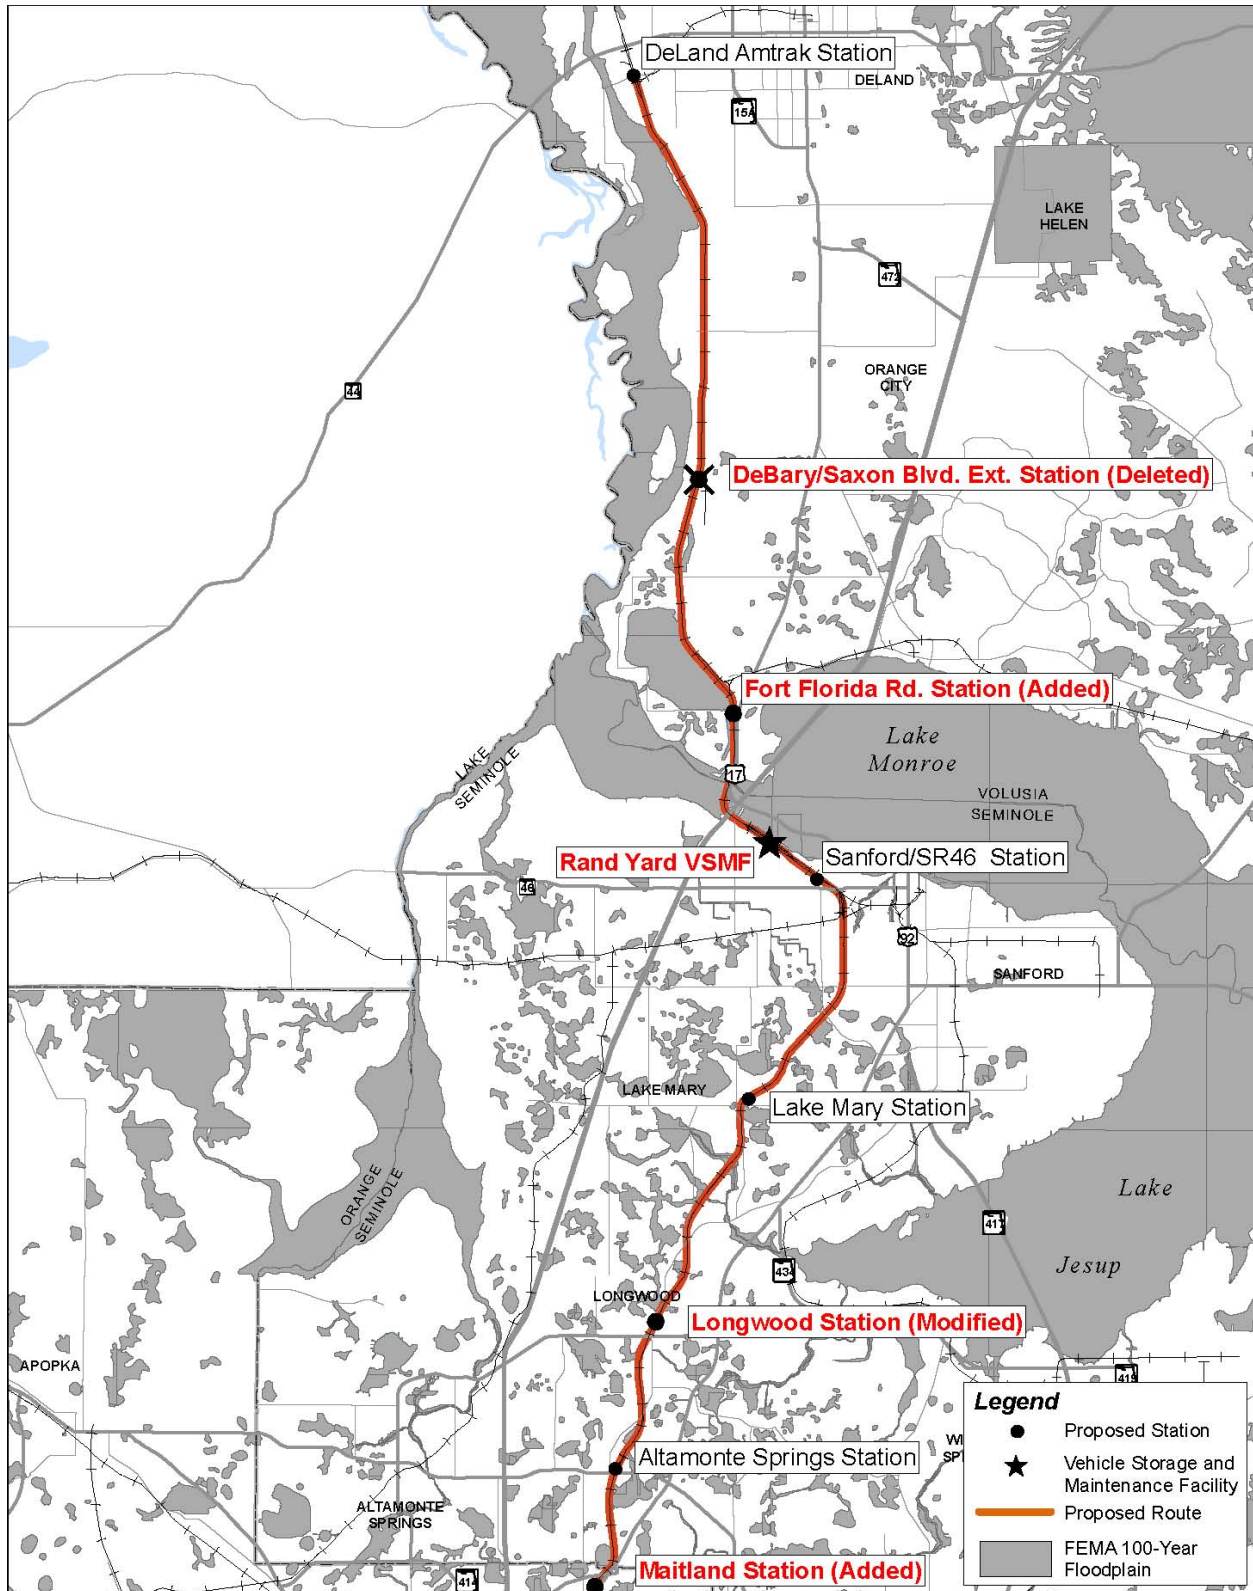 DeLand Amtrak Station
DELAND
15A
LAKE
HELEN
472
44
ORANGE
CITY
DeBary/Saxon Blvd. Ext. Station (Deleted)
Fort Florida Rd. Station (Added)
Lake
Monroe
LAKE
SEMINOLE
17
VOLUSIA
SEMINOLE
Rand Yard VSMF
Sanford/SR46 Station
46
92
SANFORD
LAKE MARY
Lake Mary Station
ORANGE
SEMINOLE
Lake
417
Jesup
434
LONGWOOD
Longwood Station (Modified)
APOPKA
419
Legend
Proposed Station
Altamonte Springs Station
Vehicle Storage and
Maintenance Facility
ALTAMONTE
SPRINGS
Proposed Route
FEMA 100-Year
Floodplain
Maitland Station (Added)
414